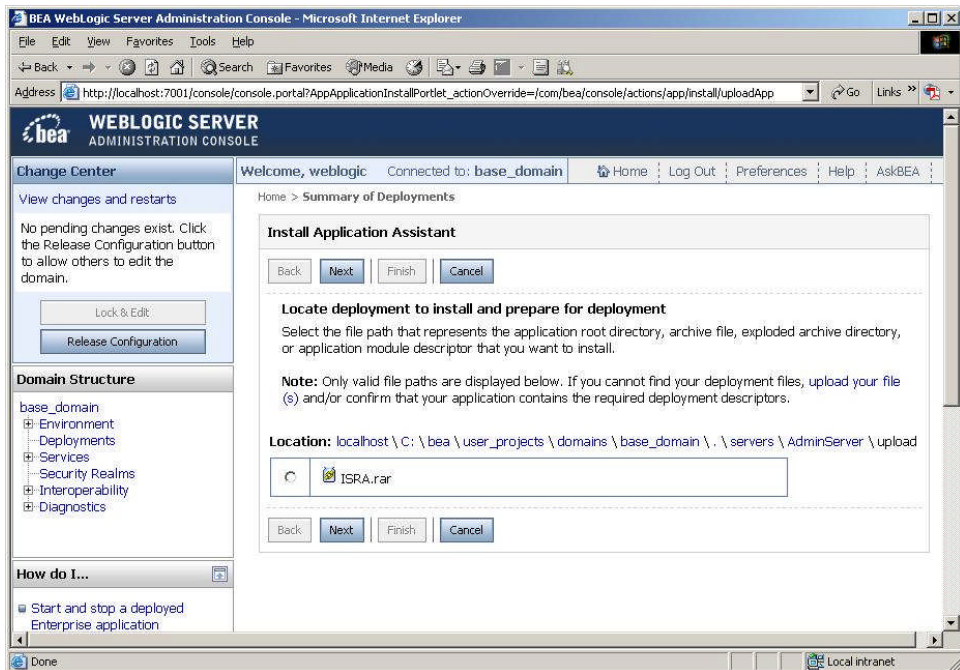 BEA WebLogic Server Administration Console - Microsoft Internet Explorer
File Edit View Favorites Tools Help
Back Search Favorites Media
Address http://localhost:7001/console/console.portal?AppApplicationInstallPortlet_actionOverride=/com/bea/console/actions/app/install/uploadApp Go Links »
bea WEBLOGIC SERVER
ADMINISTRATION CONSOLE
Change Center
View changes and restarts
No pending changes exist. Click
the Release Configuration button
to allow others to edit the
domain.
Lock & Edit
Release Configuration
Domain Structure
base_domain
Environment
Deployments
Services
Security Realms
Interoperability
Diagnostics
How do I...
Start and stop a deployed
Enterprise application
Welcome, weblogic Connected to: base_domain Home Log Out Preferences Help AskBEA
Home > Summary of Deployments
Install Application Assistant
Back Next Finish Cancel
Locate deployment to install and prepare for deployment
Select the file path that represents the application root directory, archive file, exploded archive directory,
or application module descriptor that you want to install.
Note: Only valid file paths are displayed below. If you cannot find your deployment files, upload your file
(s) and/or confirm that your application contains the required deployment descriptors.
Location: localhost \ C: \ bea \ user_projects \ domains \ base_domain \ . \ servers \ AdminServer \ upload
ISRA.rar
Back Next Finish Cancel
Done Local intranet